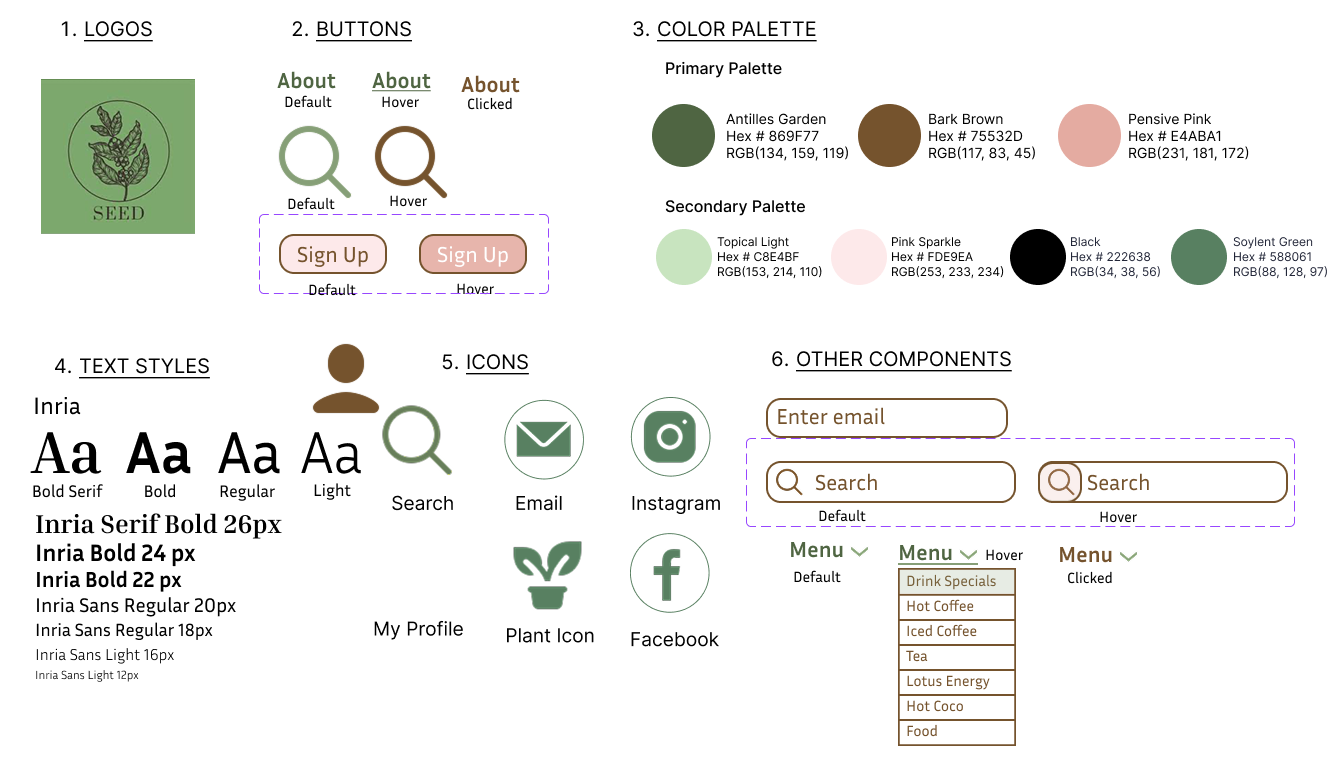 1. LOGOS
SEED
2. BUTTONS
About
Default
About
Hover
About
Clicked
Default
Hover
Sign Up
Default
Sign Up
Hover
3. COLOR PALETTE
Primary Palette
Antilles Garden
Hex # 869F77
RGB(134, 159, 119)
Bark Brown
Hex # 75532D
RGB(117, 83, 45)
Pensive Pink
Hex # E4ABA1
RGB(231, 181, 172)
Secondary Palette
Topical Light
Hex # C8E4BF
RGB(153, 214, 110)
Pink Sparkle
Hex # FDE9EA
RGB(253, 233, 234)
Black
Hex # 222638
RGB(34, 38, 56)
Soylent Green
Hex # 588061
RGB(88, 128, 97)
4. TEXT STYLES
Inria
Aa
Bold Serif
Aa
Bold
Aa
Regular
Aa
Light
Inria Serif Bold 26px
Inria Bold 24 px
Inria Bold 22 px
Inria Sans Regular 20px
Inria Sans Regular 18px
Inria Sans Light 16px
Inria Sans Light 12px
5. ICONS
Search
Email
Instagram
My Profile
Plant Icon
Facebook
6. OTHER COMPONENTS
Enter email
Search
Default
Search
Hover
Menu
Default
Menu
Hover
Drink Specials
Hot Coffee
Iced Coffee
Tea
Lotus Energy
Hot Coco
Food
Menu
Clicked